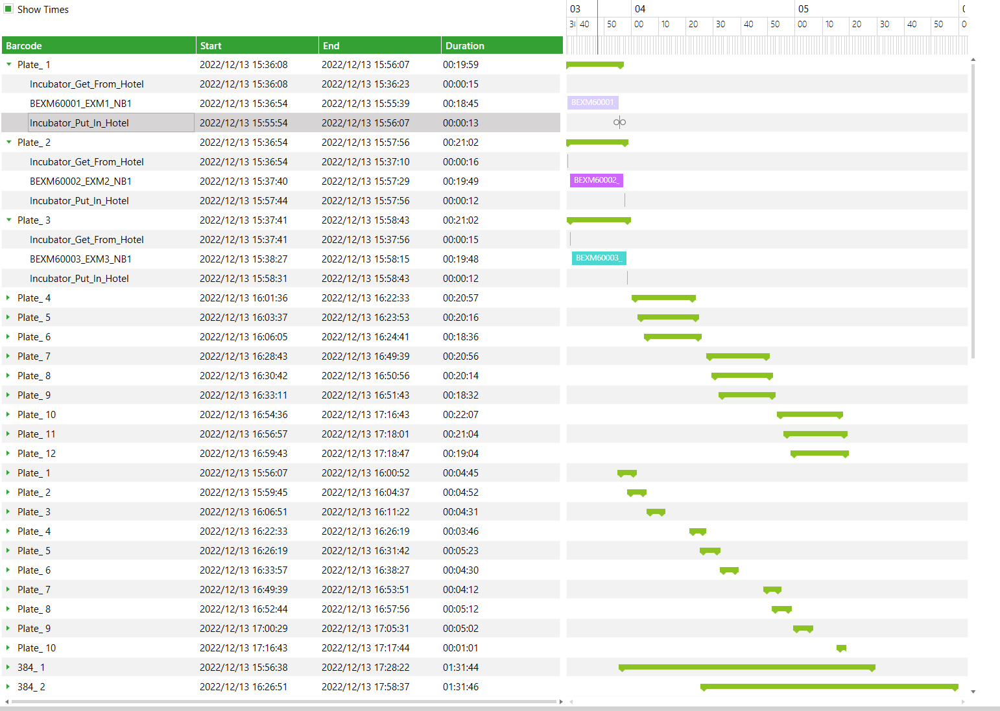 Show Times
03 04 05
40 50 00 10 20 30 40 50 00 10 20 30 40 50
Barcode Start End Duration
Plate_ 1 2022/12/13 15:36:08 2022/12/13 15:56:07 00:19:59
Incubator_Get_From_Hotel 2022/12/13 15:36:08 2022/12/13 15:36:23 00:00:15
BEXM60001_EXM1_NB1 2022/12/13 15:36:54 2022/12/13 15:55:39 00:18:45 BEXM60001
Incubator_Put_In_Hotel 2022/12/13 15:55:54 2022/12/13 15:56:07 00:00:13
Plate_ 2 2022/12/13 15:36:54 2022/12/13 15:57:56 00:21:02
Incubator_Get_From_Hotel 2022/12/13 15:36:54 2022/12/13 15:37:10 00:00:16
BEXM60002_EXM2_NB1 2022/12/13 15:37:40 2022/12/13 15:57:29 00:19:49 BEXM60002_
Incubator_Put_In_Hotel 2022/12/13 15:57:44 2022/12/13 15:57:56 00:00:12
Plate_ 3 2022/12/13 15:37:41 2022/12/13 15:58:43 00:21:02
Incubator_Get_From_Hotel 2022/12/13 15:37:41 2022/12/13 15:37:56 00:00:15
BEXM60003_EXM3_NB1 2022/12/13 15:38:27 2022/12/13 15:58:15 00:19:48 BEXM60003_
Incubator_Put_In_Hotel 2022/12/13 15:58:31 2022/12/13 15:58:43 00:00:12
Plate_ 4 2022/12/13 16:01:36 2022/12/13 16:22:33 00:20:57
Plate_ 5 2022/12/13 16:03:37 2022/12/13 16:23:53 00:20:16
Plate_ 6 2022/12/13 16:06:05 2022/12/13 16:24:41 00:18:36
Plate_ 7 2022/12/13 16:28:43 2022/12/13 16:49:39 00:20:56
Plate_ 8 2022/12/13 16:30:42 2022/12/13 16:50:56 00:20:14
Plate_ 9 2022/12/13 16:33:11 2022/12/13 16:51:43 00:18:32
Plate_ 10 2022/12/13 16:54:36 2022/12/13 17:16:43 00:22:07
Plate_ 11 2022/12/13 16:56:57 2022/12/13 17:18:01 00:21:04
Plate_ 12 2022/12/13 16:59:43 2022/12/13 17:18:47 00:19:04
Plate_ 1 2022/12/13 15:56:07 2022/12/13 16:00:52 00:04:45
Plate_ 2 2022/12/13 15:59:45 2022/12/13 16:04:37 00:04:52
Plate_ 3 2022/12/13 16:06:51 2022/12/13 16:11:22 00:04:31
Plate_ 4 2022/12/13 16:22:33 2022/12/13 16:26:19 00:03:46
Plate_ 5 2022/12/13 16:26:19 2022/12/13 16:31:42 00:05:23
Plate_ 6 2022/12/13 16:33:57 2022/12/13 16:38:27 00:04:30
Plate_ 7 2022/12/13 16:49:39 2022/12/13 16:53:51 00:04:12
Plate_ 8 2022/12/13 16:52:44 2022/12/13 16:57:56 00:05:12
Plate_ 9 2022/12/13 17:00:29 2022/12/13 17:05:31 00:05:02
Plate_ 10 2022/12/13 17:16:43 2022/12/13 17:17:44 00:01:01
384_ 1 2022/12/13 15:56:38 2022/12/13 17:28:22 01:31:44
384_ 2 2022/12/13 16:26:51 2022/12/13 17:58:37 01:31:46